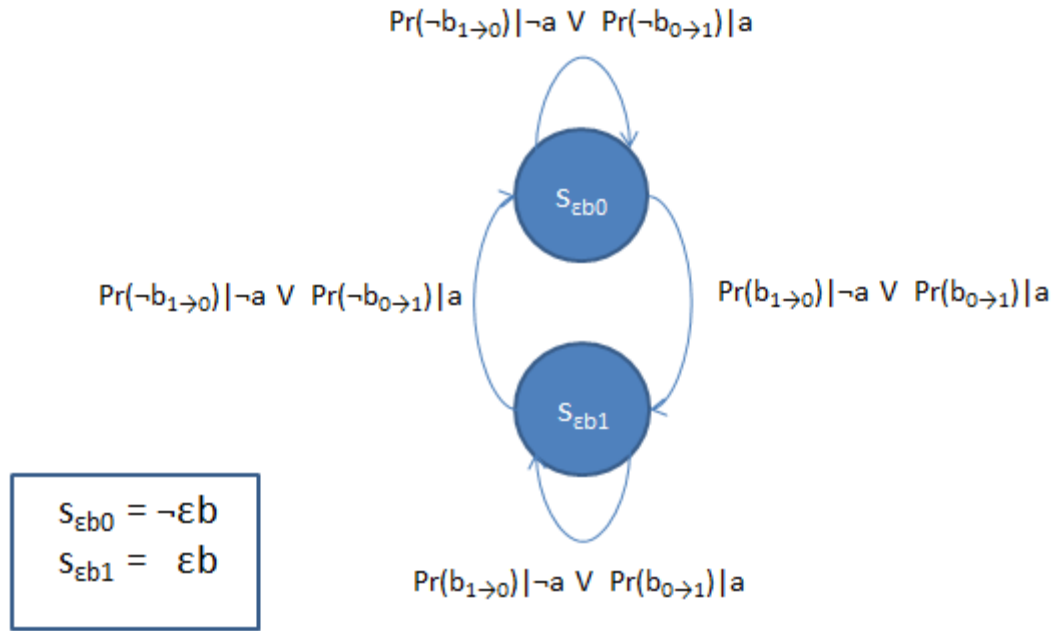 Pr(¬b1→0)|¬a V Pr(¬b0→1)|a
sεb0
Pr(¬b1→0)|¬a V Pr(¬b0→1)|a
Pr(b1→0)|¬a V Pr(b0→1)|a
sεb1
sεb0 = ¬εb
sεb1 = εb
Pr(b1→0)|¬a V Pr(b0→1)|a